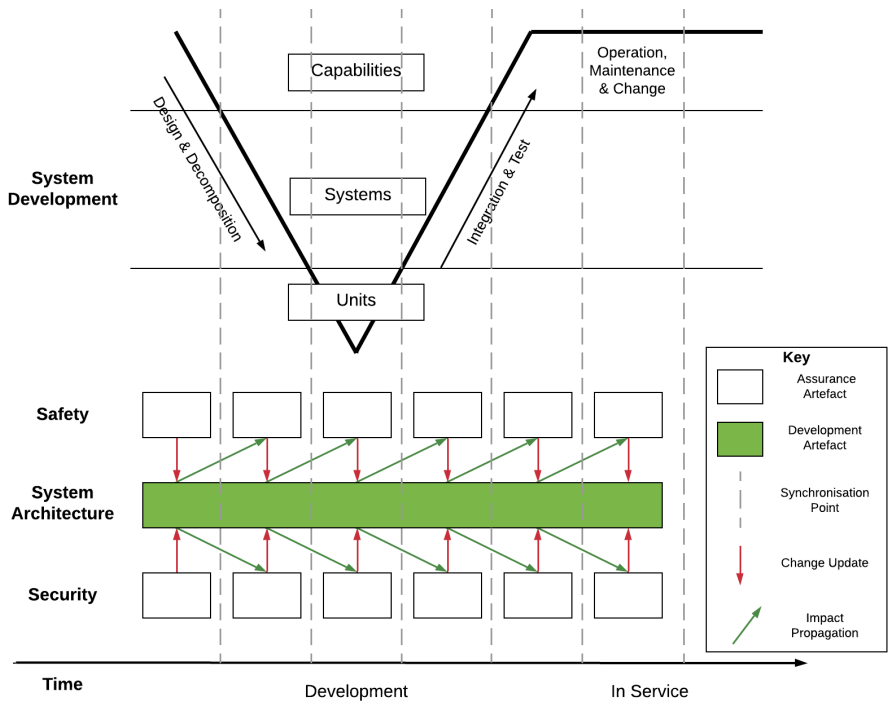 Capabilities
Operation,
Maintenance
& Change
Design & Decomposition
Integration & Test
System
Development
Systems
Units
Key
Assurance
Artefact
Development
Artefact
Synchronisation
Point
Change Update
Impact
Propagation
Safety
System
Architecture
Security
Time
Development
In Service